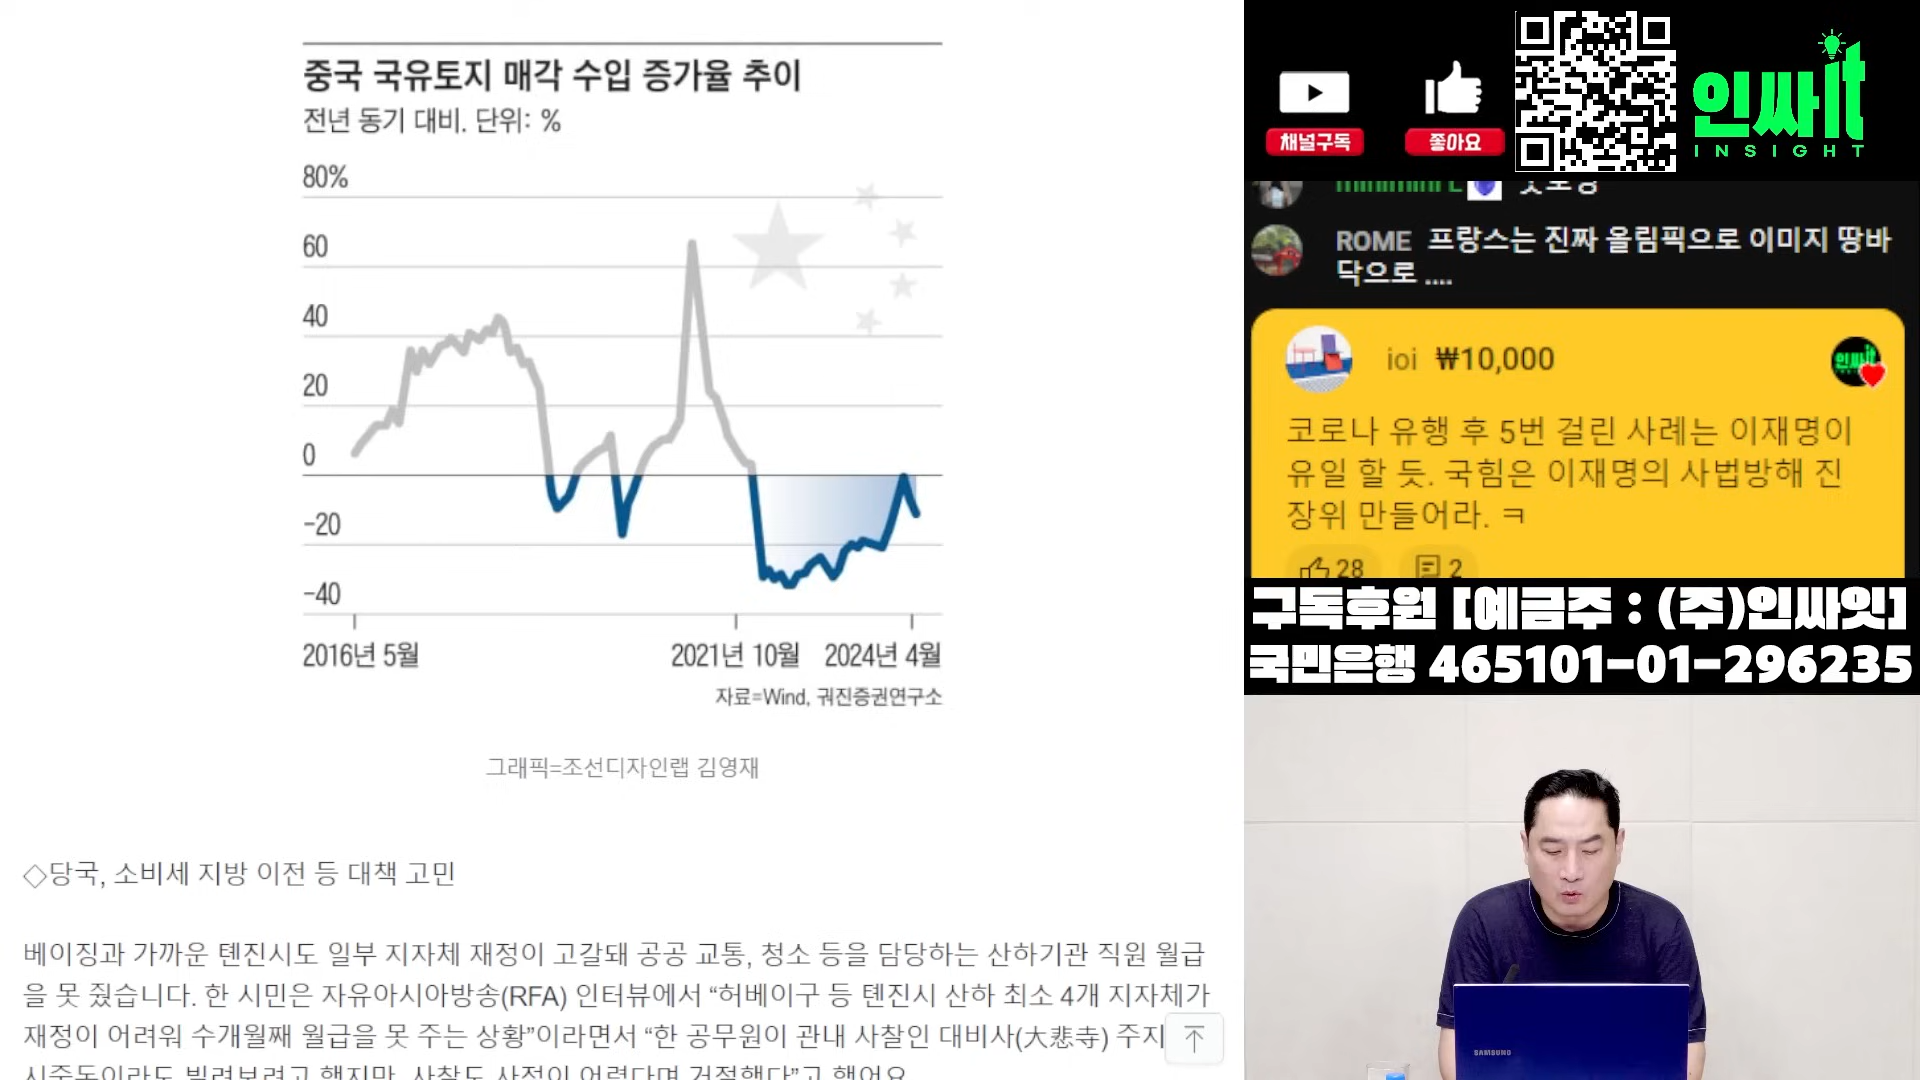 중국 국유토지 매각 수입 증가율 추이
전년 동기 대비. 단위: %
80%
60
40
20
0
-20
-40
2016년 5월
2021년 10월
2024년 4월
자료=Wind, 궈진증권연구소
그래픽=조선디자인랩 김영재
◇당국, 소비세 지방 이전 등 대책 고민
베이징과 가까운 톈진시도 일부 지자체 재정이 고갈돼 공공 교통, 청소 등을 담당하는 산하기관 직원 월급
을 못 줬습니다. 한 시민은 자유아시아방송(RFA) 인터뷰에서 “허베이구 등 톈진시 산하 최소 4개 지자체가
재정이 어려워 수개월째 월급을 못 주는 상황”이라면서 “한 공무원이 관내 사찰인 대비사(大悲寺) 주지
채널구독
좋아요
인싸it
INSIGHT
ROME 프랑스는 진짜 올림픽으로 이미지 땅바
닥으로 ....
ioi ₩10,000
인싸it
코로나 유행 후 5번 걸린 사례는 이재명이
유일 할 듯. 국힘은 이재명의 사법방해 진
장위 만들어라. ㅋ
28
2
구독후원 [예금주 : (주)인싸잇]
국민은행 465101-01-296235
SAMSUNG